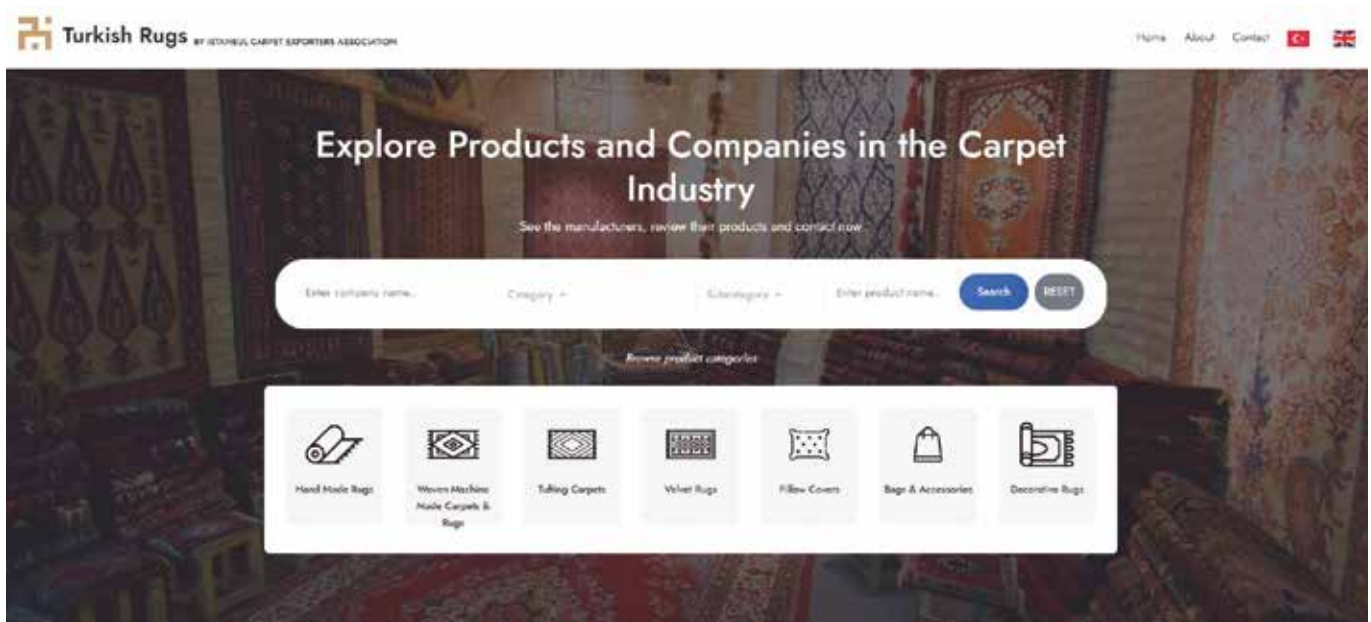 Turkish Rugs BY ISTANBUL CARPET EXPORTERS ASSOCIATION
Home About Contact
Explore Products and Companies in the Carpet
Industry
See the manufacturers, review their products and contact now
Enter company name.. Category Subcategory Enter product name.. Search RESET
Browse product categories
Hand Made Rugs
Woven Machine
Made Carpets &
Rugs
Tufting Carpets
Velvet Rugs
Pillow Covers
Bags & Accessories
Decorative Rugs